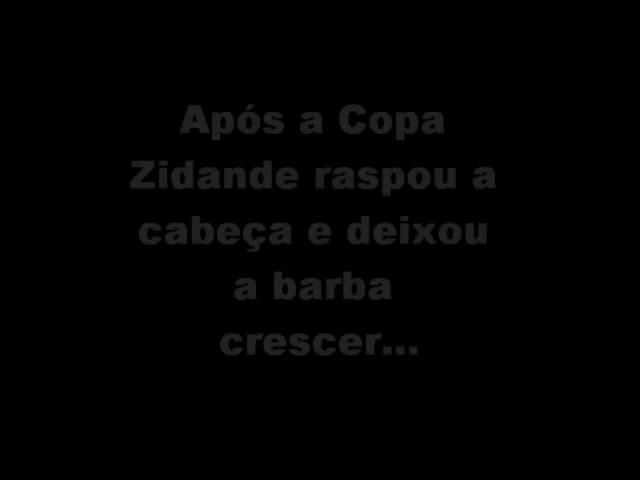 Após a Copa
Zidande raspou a
cabeça e deixou
a barba
crescer...